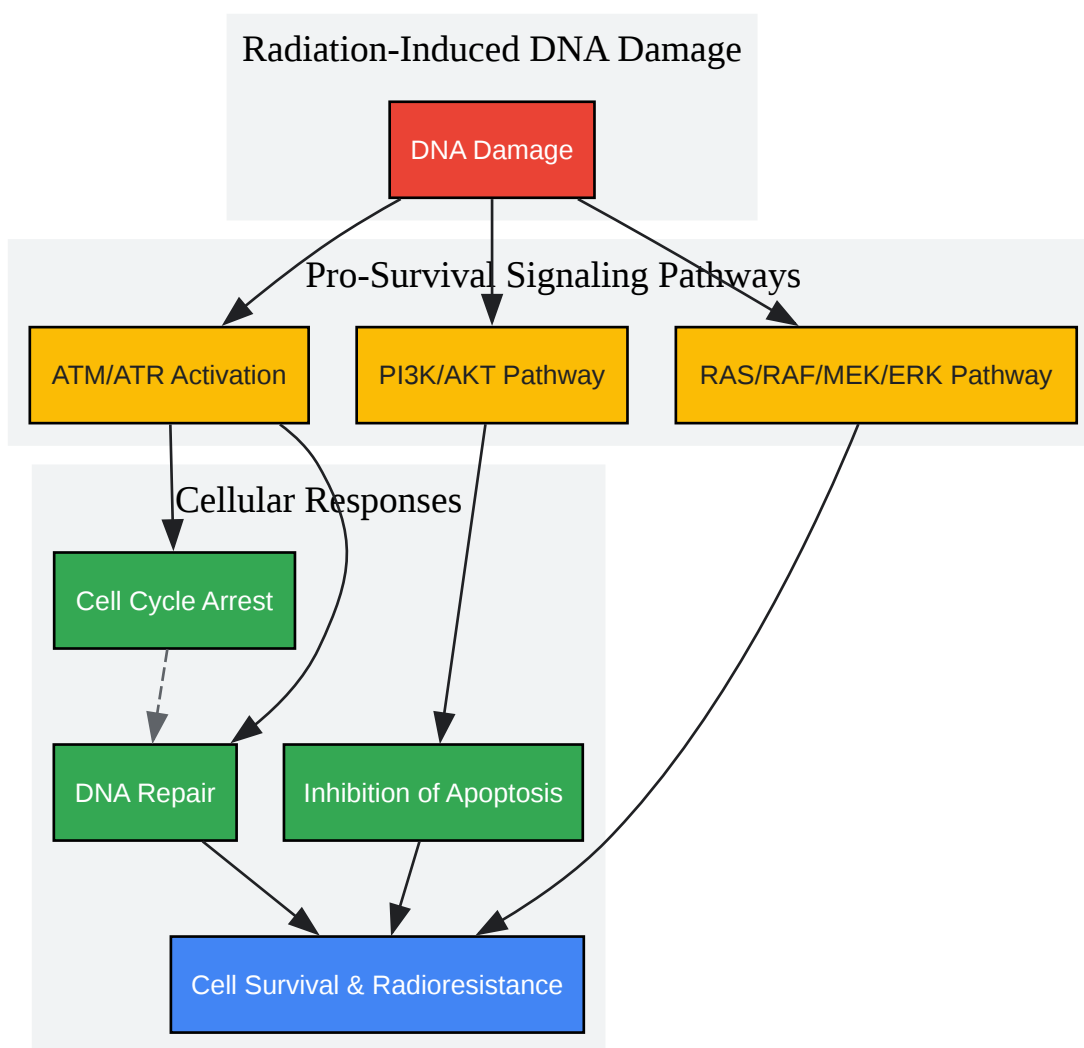 Radiation-Induced DNA Damage
DNA Damage
Pro-Survival Signaling Pathways
ATM/ATR Activation
PI3K/AKT Pathway
RAS/RAF/MEK/ERK Pathway
Cellular Responses
Cell Cycle Arrest
DNA Repair
Inhibition of Apoptosis
Cell Survival & Radioresistance